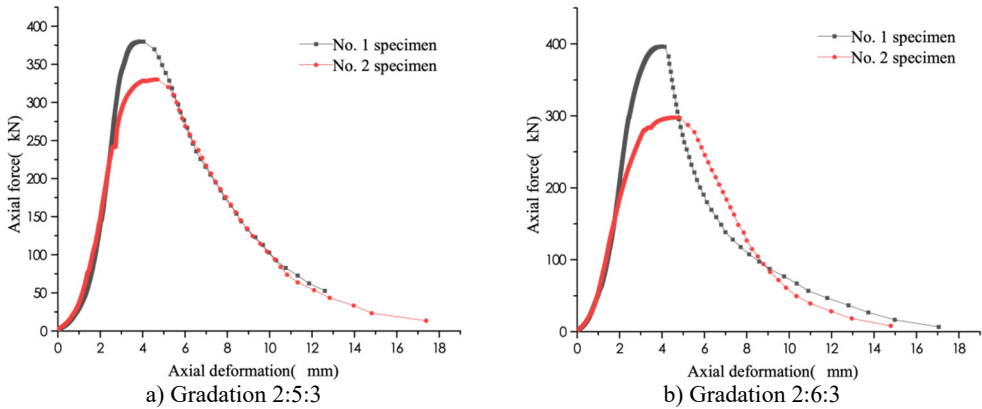 400
350
300
250
200
150
100
50
0
Axial force( kN)
No. 1 specimen
No. 2 specimen
0 2 4 6 8 10 12 14 16 18
Axial deformation( mm)
a) Gradation 2:5:3
400
300
200
100
0
Axial force( kN)
No. 1 specimen
No. 2 specimen
0 2 4 6 8 10 12 14 16 18
Axial deformation( mm)
b) Gradation 2:6:3